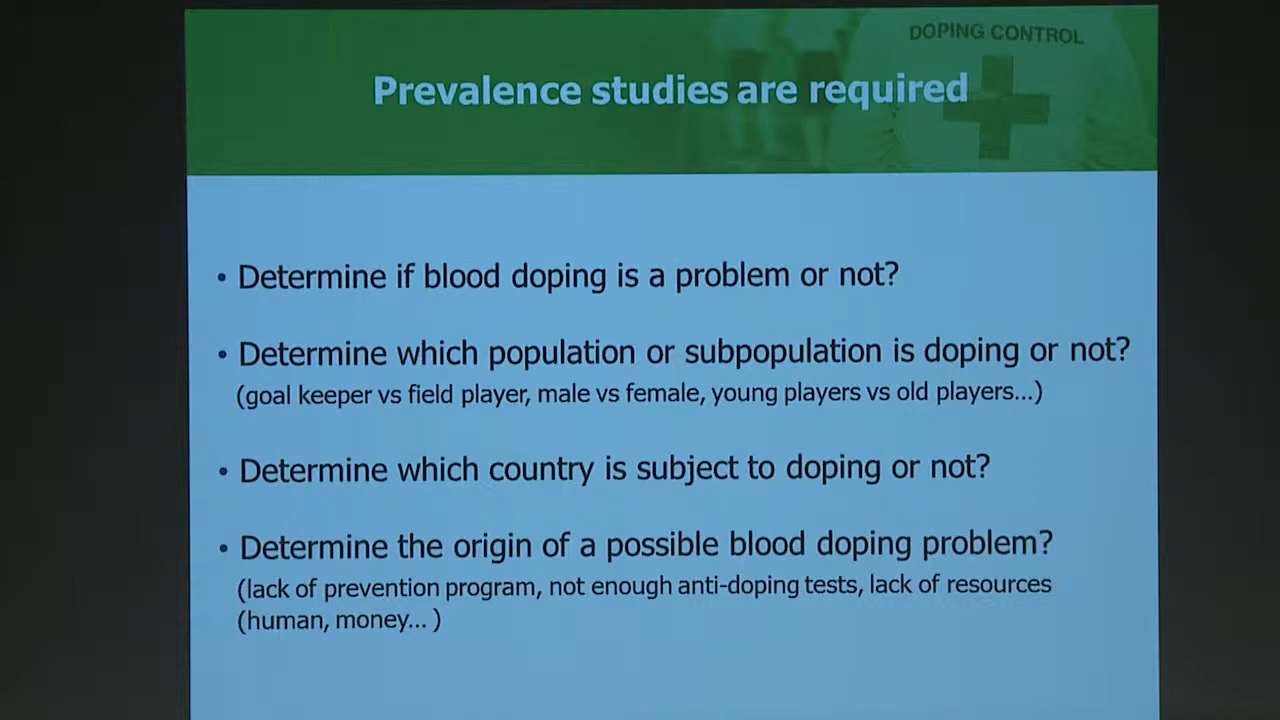 DOPING CONTROL
Prevalence studies are required
• Determine if blood doping is a problem or not?
• Determine which population or subpopulation is doping or not?
(goal keeper vs field player, male vs female, young players vs old players...)
• Determine which country is subject to doping or not?
• Determine the origin of a possible blood doping problem?
(lack of prevention program, not enough anti-doping tests, lack of resources
(human, money... )